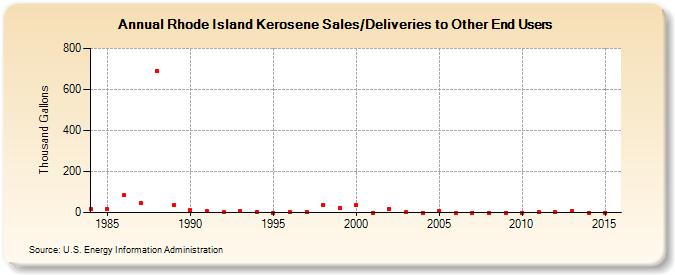 Annual Rhode Island Kerosene Sales/Deliveries to Other End Users
Thousand Gallons
800
600
400
200
0
1985 1990 1995 2000 2005 2010 2015
Source: U.S. Energy Information Administration